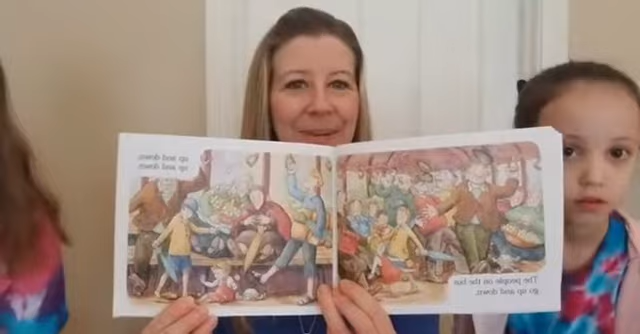 The people on the bus
go up and down,
up and down,
up and down.